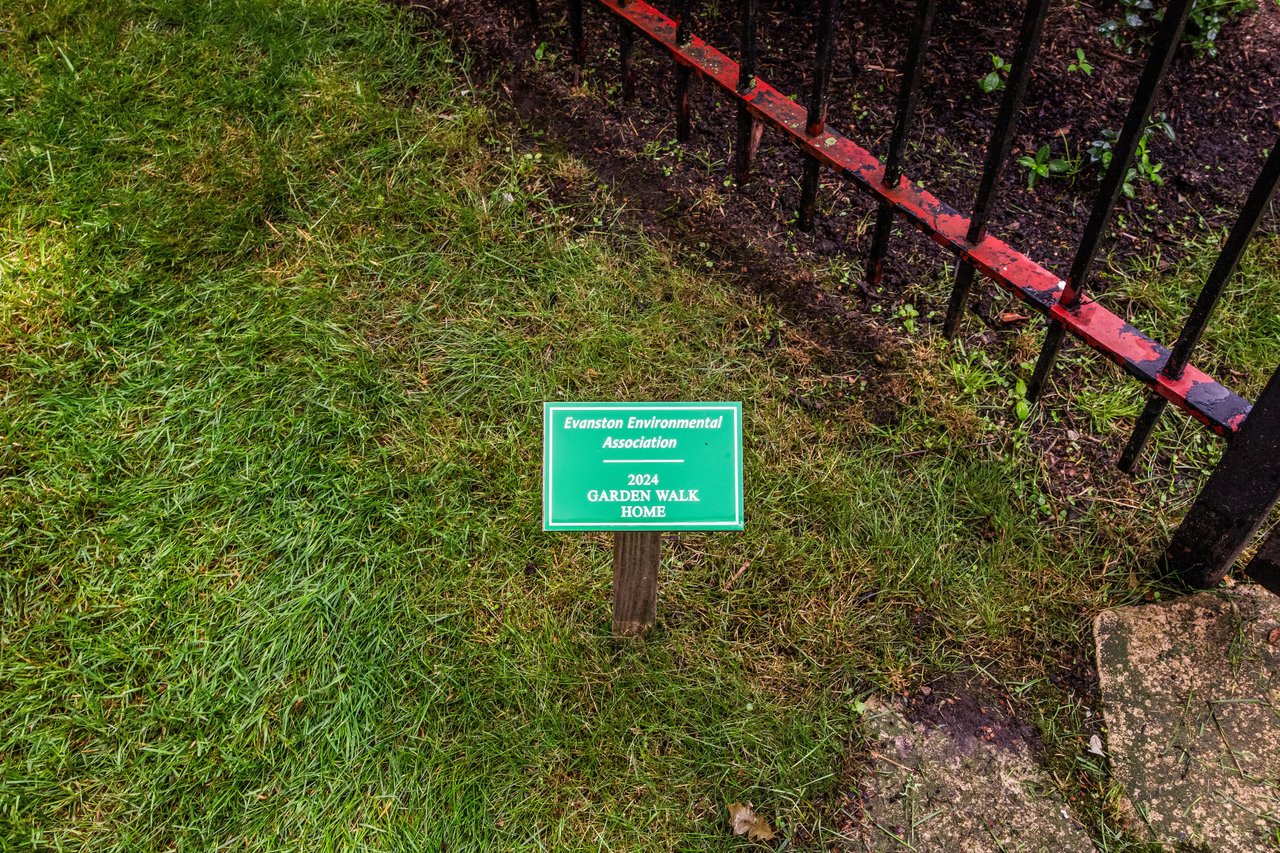 Evanston Environmental
Association
2024
GARDEN WALK
HOME